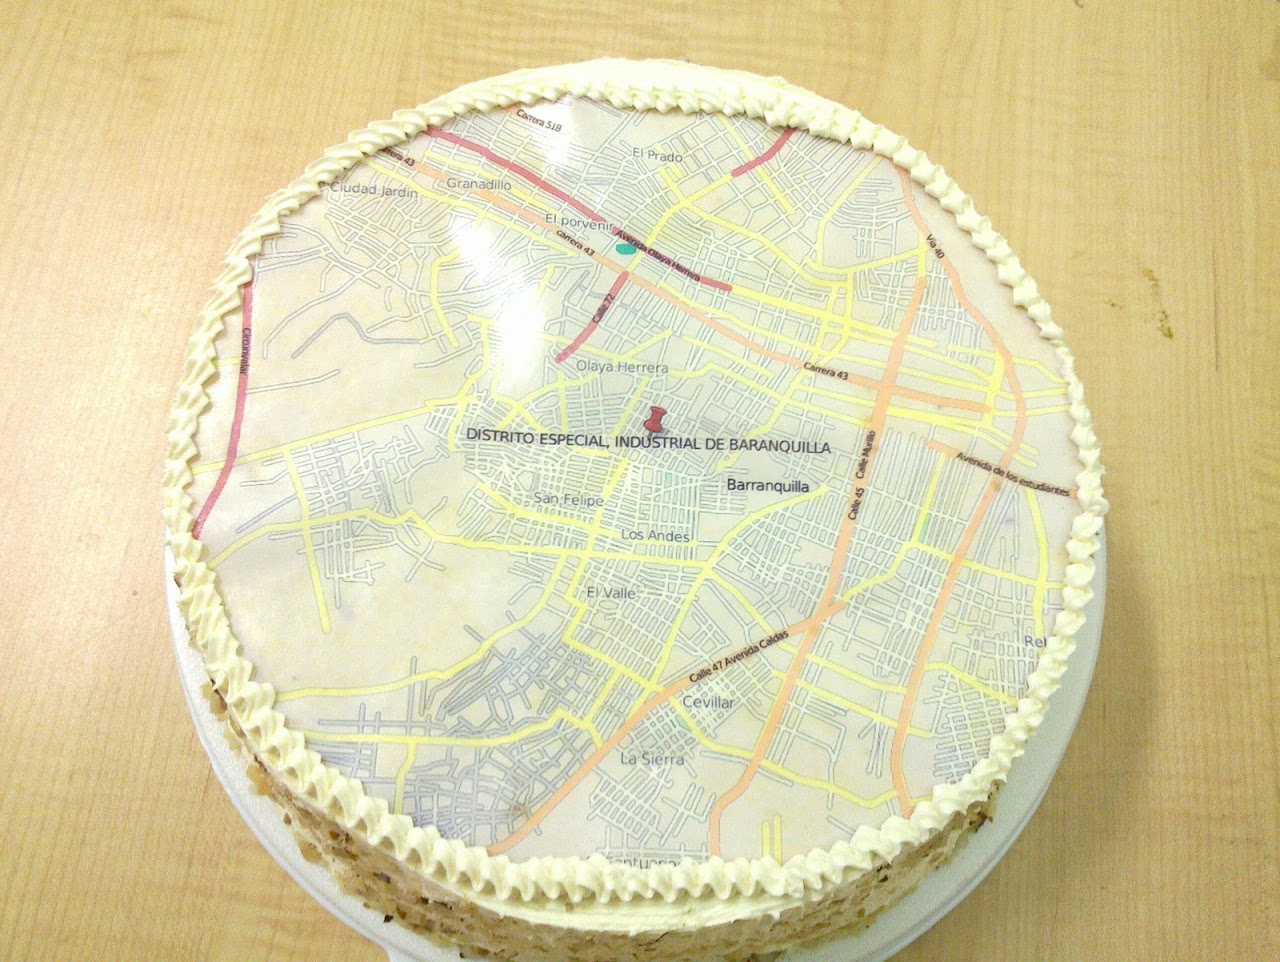 Carrera 51B
El Prado
Carrera 43
Granadillo
Ciudad Jardin
El porvenir
Avenida Olaya Herrera
Carrera 43
Via 40
Calle 72
Circunvalar
Olaya Herrera
Carrera 43
DISTRITO ESPECIAL, INDUSTRIAL DE BARANQUILLA
Calle Murillo
Avenida de los estudiantes
Barranquilla
San Felipe
Calle 45
Los Andes
El Valle
Calle 47 Avenida Caldas
Cevillar
La Sierra